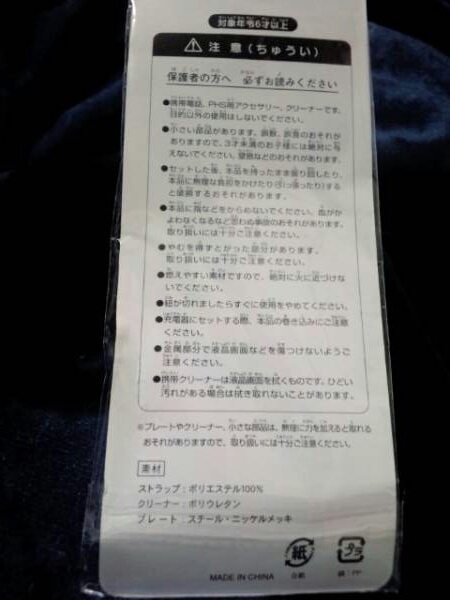 対象年令6才以上
注意(ちゅうい)
保護者の方へ 必ずお読みください
●携帯電話、PHS用アクセサリー、クリーナーです。
目的以外の使用はしないでください。
●小さい部品があります。誤飲、窒息のおそれが
ありますので、3才未満のお子様には絶対に与
えないでください。窒息などのおそれがあります。
●セットした後、本品を持ったまま振り回したり、
本品に無理な負担をかけたり(引っ張ったり)する
と破損するおそれがあります。
●本品に指などをからめないでください。血がか
よわなくなるなど思わぬ事故のおそれがあります。
取り扱いには十分ご注意ください。
●やむを得ずとがった部分があります。
取り扱いには十分ご注意ください。
●燃えやすい素材ですので、絶対に火に近づけな
いでください。
●紐が切れましたらすぐに使用をやめてください。
●充電器にセットする際、本品の巻き込みにご注意
ください。
●金属部分で液晶画面などを傷つけないようご
注意ください。
●携帯クリーナーは液晶画面を拭くものです。ひどい
汚れがある場合は拭き取れないことがあります。
※プレートやクリーナー、小さな部品は、無理に力を加えると取れる
おそれがありますので、取り扱いには十分ご注意ください。
素材
ストラップ:ポリエステル100%
クリーナー:ポリウレタン
プレート:スチール・ニッケルメッキ
紙
プラ
台紙
袋:PP
MADE IN CHINA